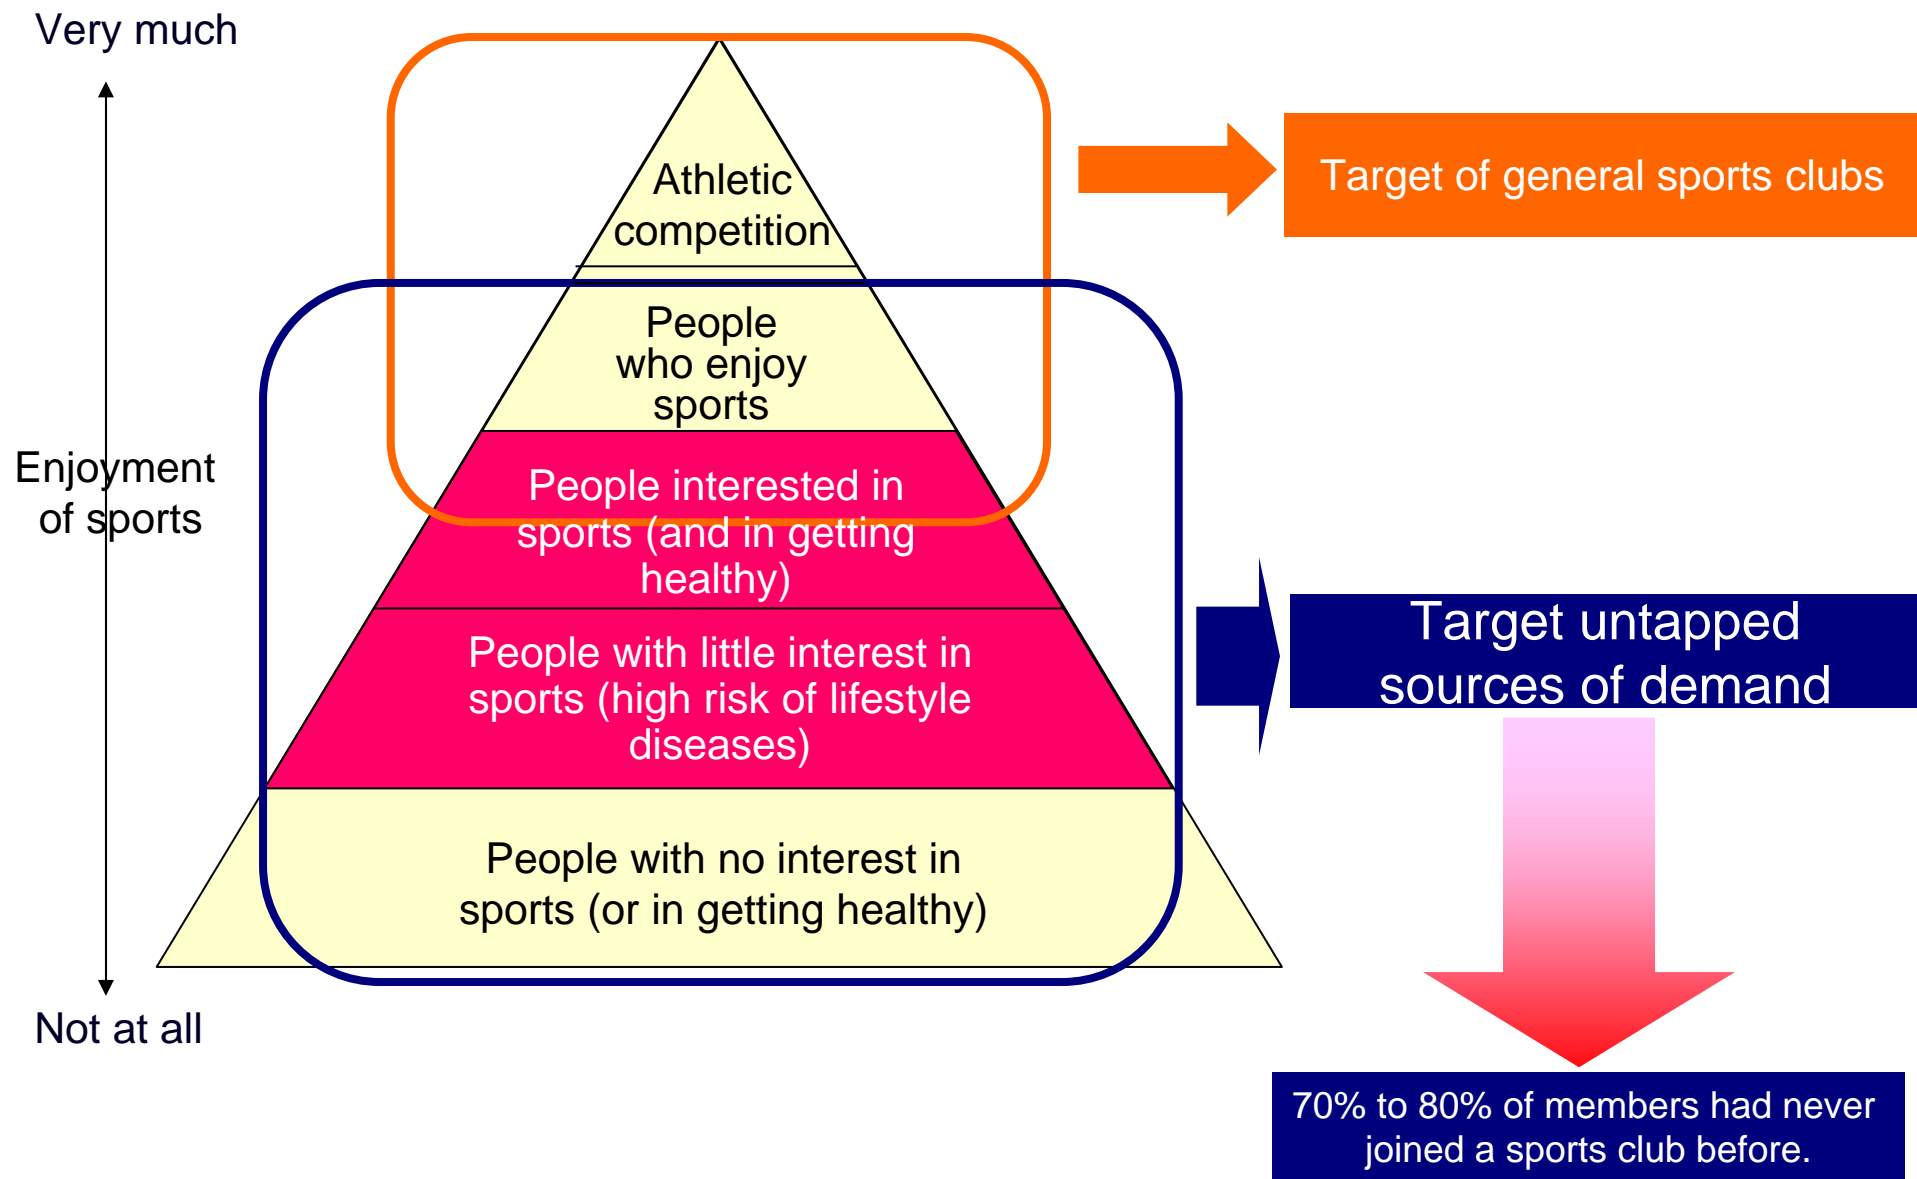 Very much
Athletic
competition
Target of general sports clubs
People
who enjoy
sports
Enjoyment
of sports
People interested in
sports (and in getting
healthy)
People with little interest in
sports (high risk of lifestyle
diseases)
Target untapped
sources of demand
People with no interest in
sports (or in getting healthy)
Not at all
70% to 80% of members had never
joined a sports club before.